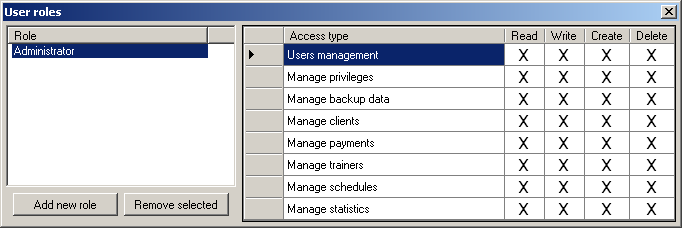 User roles
Role
Administrator
Add new role
Remove selected
Access type Read Write Create Delete
Users management X X X X
Manage privileges X X X X
Manage backup data X X X X
Manage clients X X X X
Manage payments X X X X
Manage trainers X X X X
Manage schedules X X X X
Manage statistics X X X X